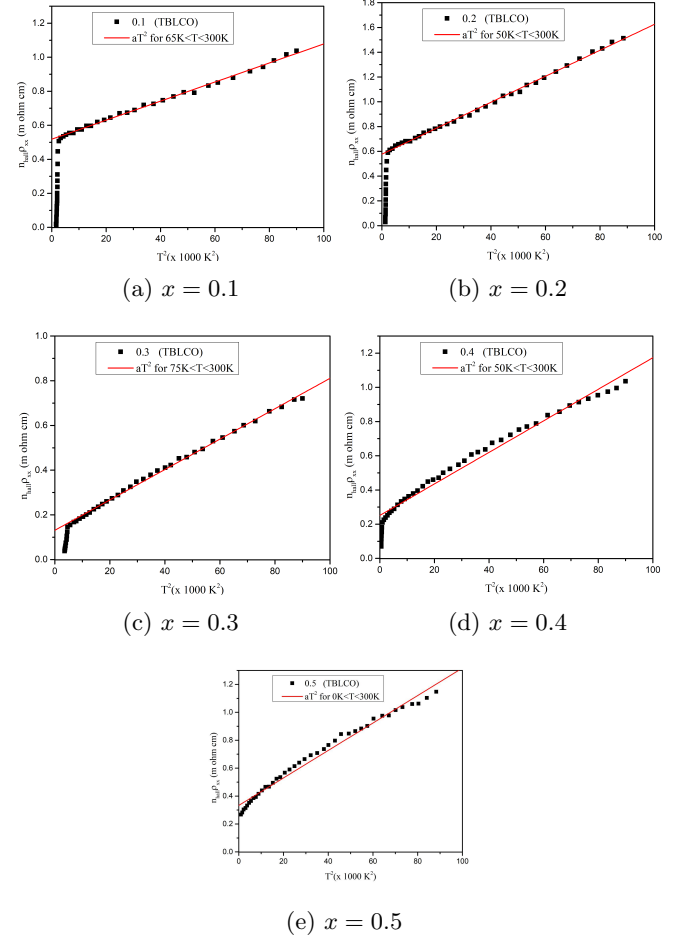 0.1 (TBLCO)
aT² for 65K<T<300K
n_hall ρ_xx (m ohm cm)
1.2
1.0
0.8
0.6
0.4
0.2
0.0
0 20 40 60 80 100
T²(x 1000 K²)
(a) x = 0.1
0.2 (TBLCO)
aT² for 50K<T<300K
n_hall ρ_xx (m ohm cm)
1.8
1.6
1.4
1.2
1.0
0.8
0.6
0.4
0.2
0.0
0 20 40 60 80 100
T²(x 1000 K²)
(b) x = 0.2
0.3 (TBLCO)
aT² for 75K<T<300K
n_hall ρ_xx (m ohm cm)
1.0
0.8
0.6
0.4
0.2
0.0
0 20 40 60 80 100
T²(x 1000 K²)
(c) x = 0.3
0.4 (TBLCO)
aT² for 50K<T<300K
n_hall ρ_xx (m ohm cm)
1.4
1.2
1.0
0.8
0.6
0.4
0.2
0.0
0 20 40 60 80 100
T²(x 1000 K²)
(d) x = 0.4
0.5 (TBLCO)
aT² for 0K<T<300K
n_hall ρ_xx (m ohm cm)
1.2
1.0
0.8
0.6
0.4
0.2
0.0
0 20 40 60 80 100
T²(x 1000 K²)
(e) x = 0.5